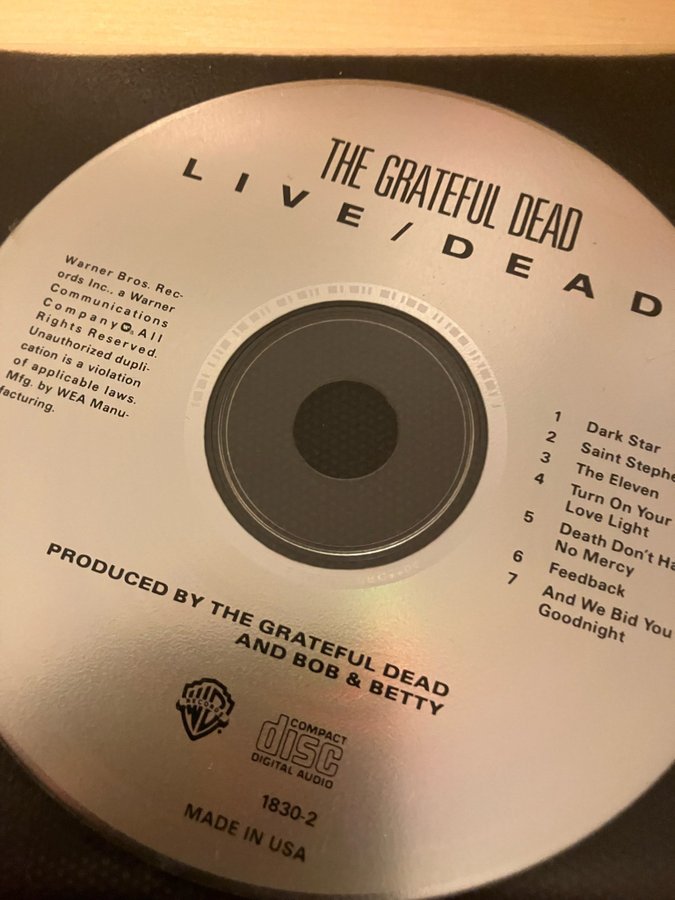 THE GRATEFUL DEAD
LIVE/DEAD
Warner Bros. Rec-
ords Inc., a Warner
Communications
Company All
Rights Reserved.
Unauthorized dupli-
cation is a violation
of applicable laws.
Mfg. by WEA Manu-
facturing.
1 Dark Star
2 Saint Stephe
3 The Eleven
4 Turn On Your
Love Light
5 Death Don't Ha
No Mercy
6 Feedback
7 And We Bid You
Goodnight
PRODUCED BY THE GRATEFUL DEAD
AND BOB & BETTY
RECORDS
COMPACT
disc
DIGITAL AUDIO
1830-2
MADE IN USA